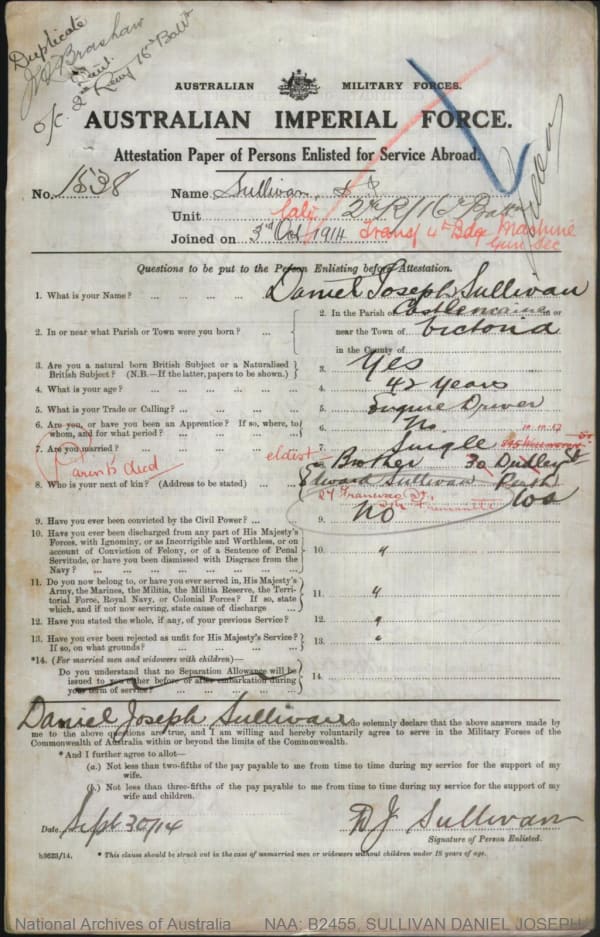 Duplicate
J Brashaw
Lieut.
o/c. 2nd Reinf 16th Batt
AUSTRALIAN MILITARY FORCES.
AUSTRALIAN IMPERIAL FORCE.
Attestation Paper of Persons Enlisted for Service Abroad.
No. 1538 Name Sullivan, D J
Unit 2nd R/16th Batt
Transf 4th Bde Machine Gun Sec
Joined on 3rd Oct 1914
Questions to be put to the Person Enlisting before Attestation.
1. What is your Name? ... Daniel Joseph Sullivan
2. In or near what Parish or Town were you born? ... 2. In the Parish of Castlemaine in or
near the Town of Victoria
in the County of
3. Are you a natural born British Subject or a Naturalised British Subject? (N.B.—If the latter, papers to be shown.) 3. Yes
4. What is your age? ... 4. 42 Years
5. What is your Trade or Calling? ... 5. Engine Driver
6. Are you, or have you been an Apprentice? If so, where, to whom, and for what period? ... 6. No
7. Are you married? ... 7. Single
Parents dead
eldest Brother 30 Dudley St
8. Who is your next of kin? (Address to be stated) ... Edward Sullivan Perth
Wa
Fremantle
9. Have you ever been convicted by the Civil Power? ... 9. No
10. Have you ever been discharged from any part of His Majesty's Forces, with Ignominy, or as Incorrigible and Worthless, or on account of Conviction of Felony, or of a Sentence of Penal Servitude, or have you been dismissed with Disgrace from the Navy? ... 10. "
11. Do you now belong to, or have you ever served in, His Majesty's Army, the Marines, the Militia, the Militia Reserve, the Territorial Force, Royal Navy, or Colonial Forces? If so, state which, and if not now serving, state cause of discharge 11. "
12. Have you stated the whole, if any, of your previous Service? 12. "
13. Have you ever been rejected as unfit for His Majesty's Service? If so, on what grounds? 13. "
*14. (For married men and widowers with children)—
Do you understand that no Separation Allowance will be issued to you either before or after embarkation during your term of service? 14.
Daniel Joseph Sullivan do solemnly declare that the above answers made by
me to the above questions are true, and I am willing and hereby voluntarily agree to serve in the Military Forces of the
Commonwealth of Australia within or beyond the limits of the Commonwealth.
*And I further agree to allot—
(a.) Not less than two-fifths of the pay payable to me from time to time during my service for the support of my
wife.
(b.) Not less than three-fifths of the pay payable to me from time to time during my service for the support of my
wife and children.
Date Sept 30/14 D J Sullivan
Signature of Person Enlisted.
* This clause should be struck out in the case of unmarried men or widowers without children under 18 years of age.
National Archives of Australia NAA: B2455, SULLIVAN DANIEL JOSEPH